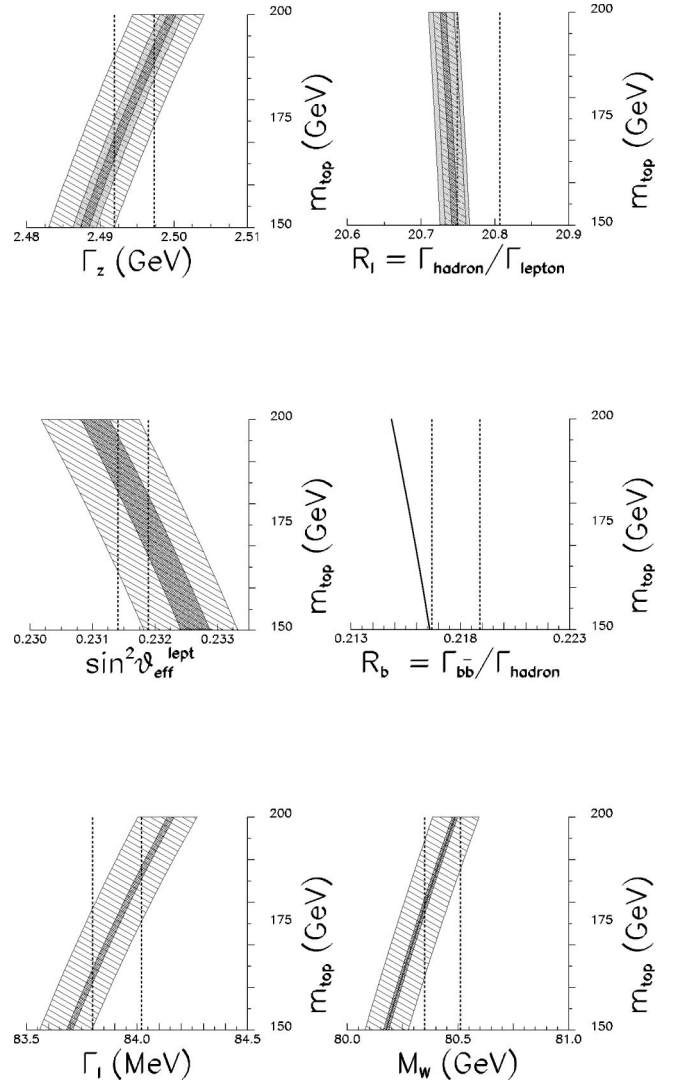 200
175
150
m_top (GeV)
2.48 2.49 2.50 2.51
Γ_z (GeV)
200
175
150
m_top (GeV)
20.6 20.7 20.8 20.9
R_l = Γ_hadron/Γ_lepton
200
175
150
m_top (GeV)
0.230 0.231 0.232 0.233
sin²ϑ_eff^lept
200
175
150
m_top (GeV)
0.213 0.218 0.223
R_b = Γ_bb̄/Γ_hadron
200
175
150
m_top (GeV)
83.5 84.0 84.5
Γ_l (MeV)
200
175
150
m_top (GeV)
80.0 80.5 81.0
M_W (GeV)